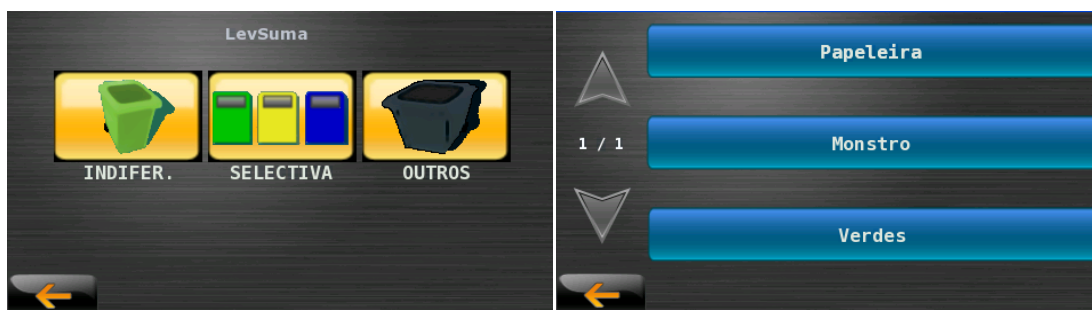 LevSuma
INDIFER. SELECTIVA OUTROS
Papeleira
1 / 1
Monstro
Verdes